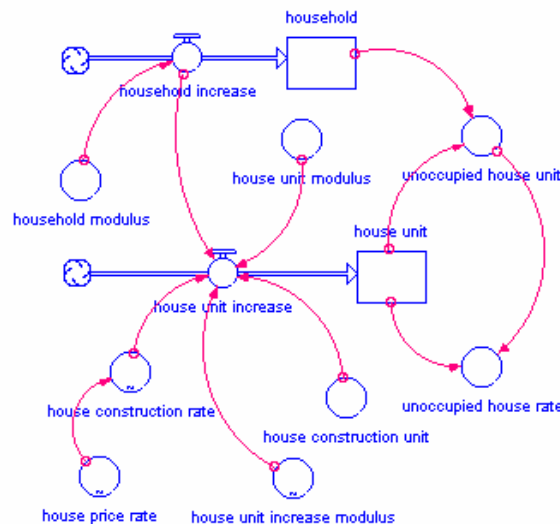 household
household increase
house unit modulus
unoccupied house unit
household modulus
house unit
house unit increase
house construction rate
unoccupied house rate
house construction unit
house price rate
house unit increase modulus